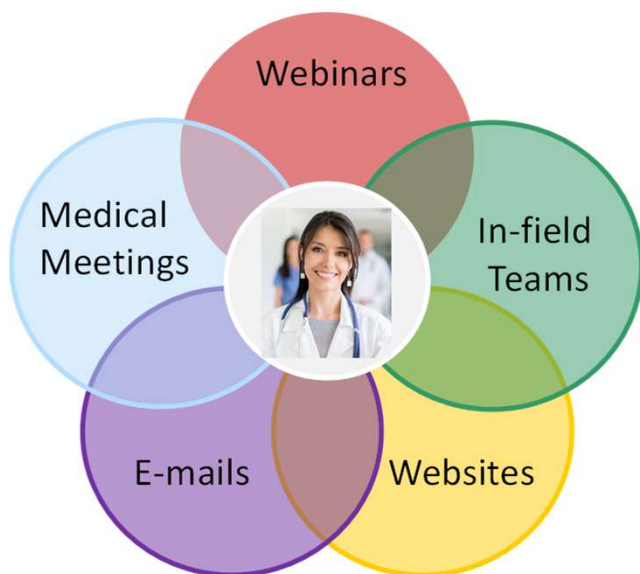 Webinars
Medical
Meetings
In-field
Teams
E-mails
Websites